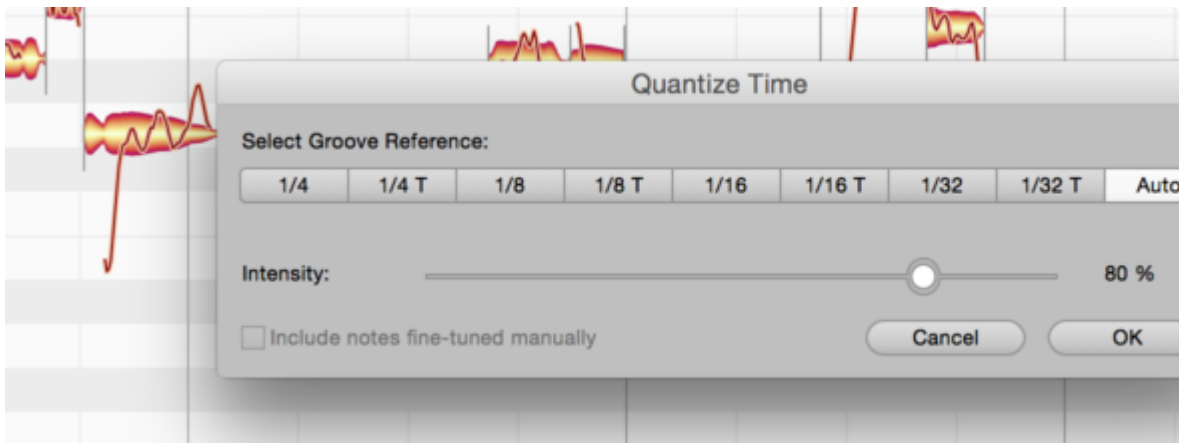 Quantize Time
Select Groove Reference:
1/4 1/4 T 1/8 1/8 T 1/16 1/16 T 1/32 1/32 T Auto
Intensity: 80 %
Include notes fine-tuned manually Cancel OK